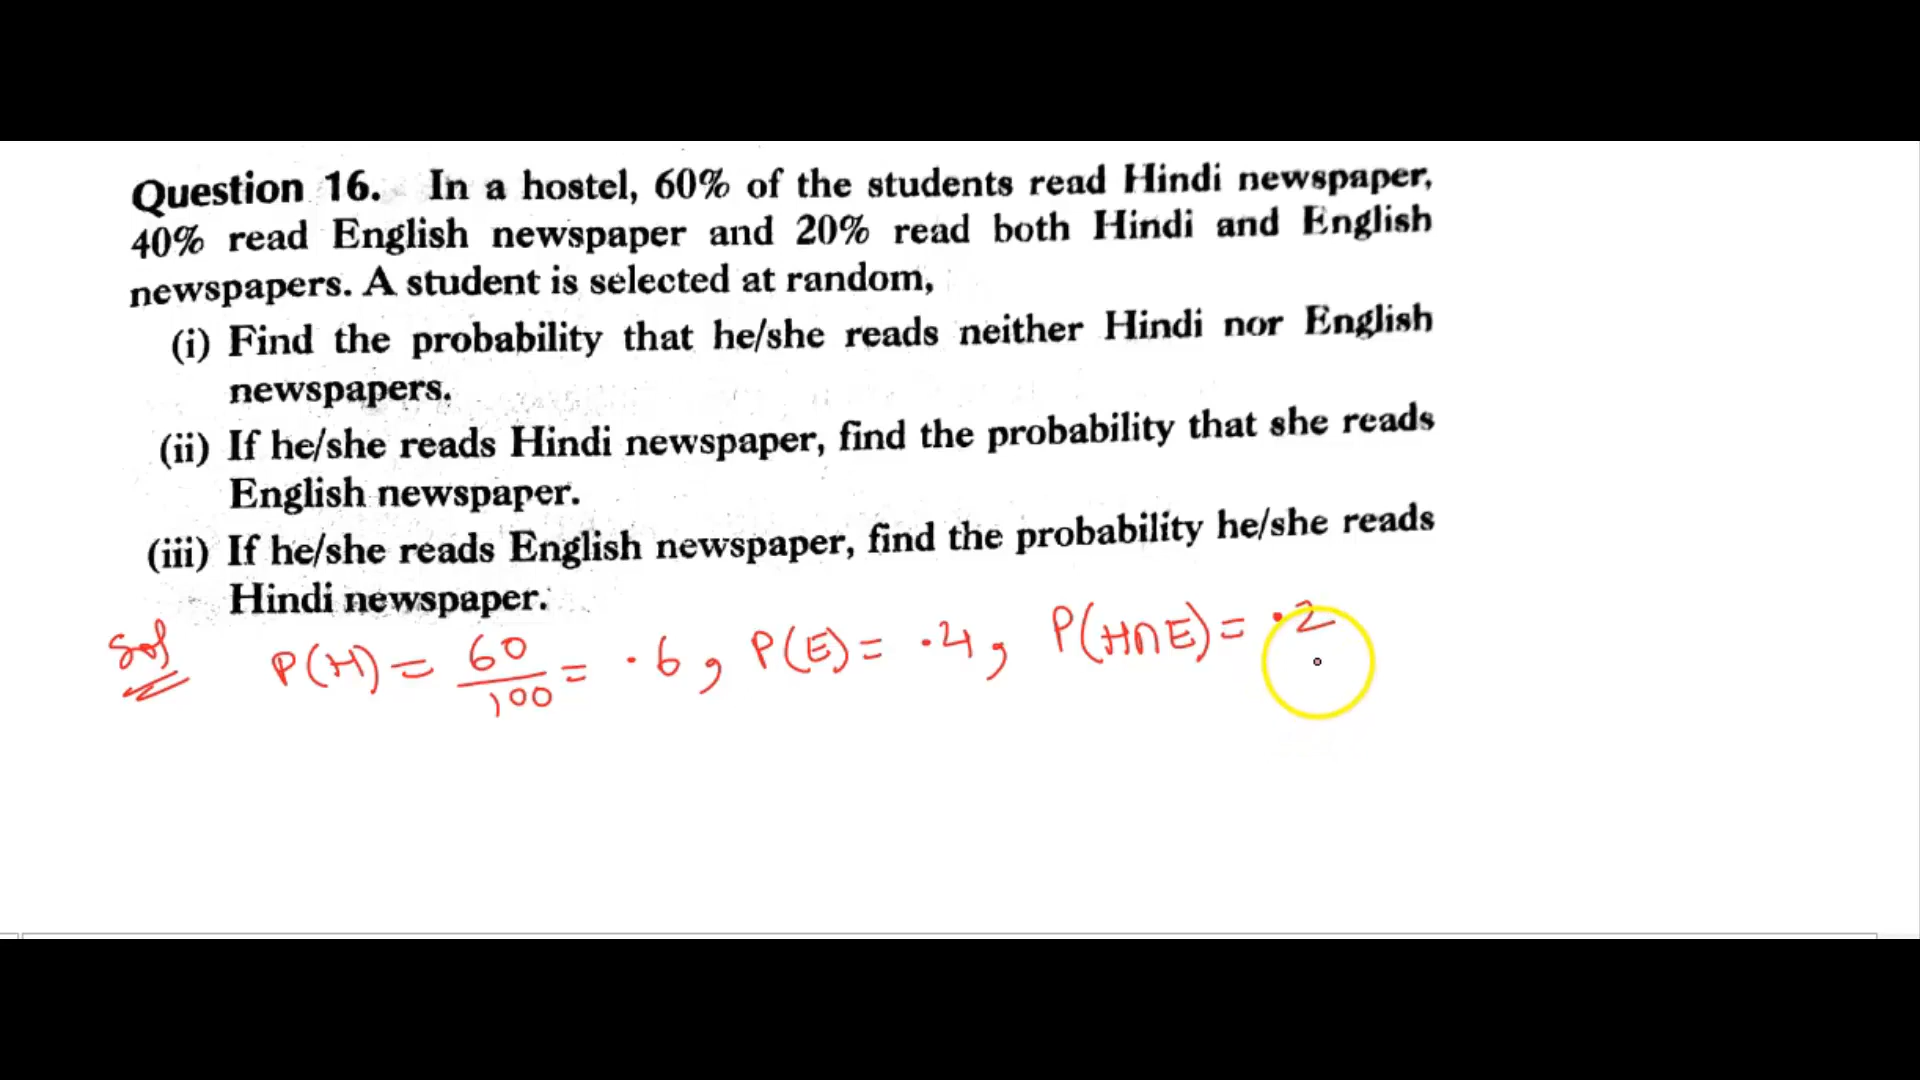 Question 16. In a hostel, 60% of the students read Hindi newspaper,
40% read English newspaper and 20% read both Hindi and English
newspapers. A student is selected at random,
(i) Find the probability that he/she reads neither Hindi nor English
newspapers.
(ii) If he/she reads Hindi newspaper, find the probability that she reads
English newspaper.
(iii) If he/she reads English newspaper, find the probability he/she reads
Hindi newspaper.
Sol P(H) = 60/100 = .6, P(E) = .4, P(H∩E) = .2